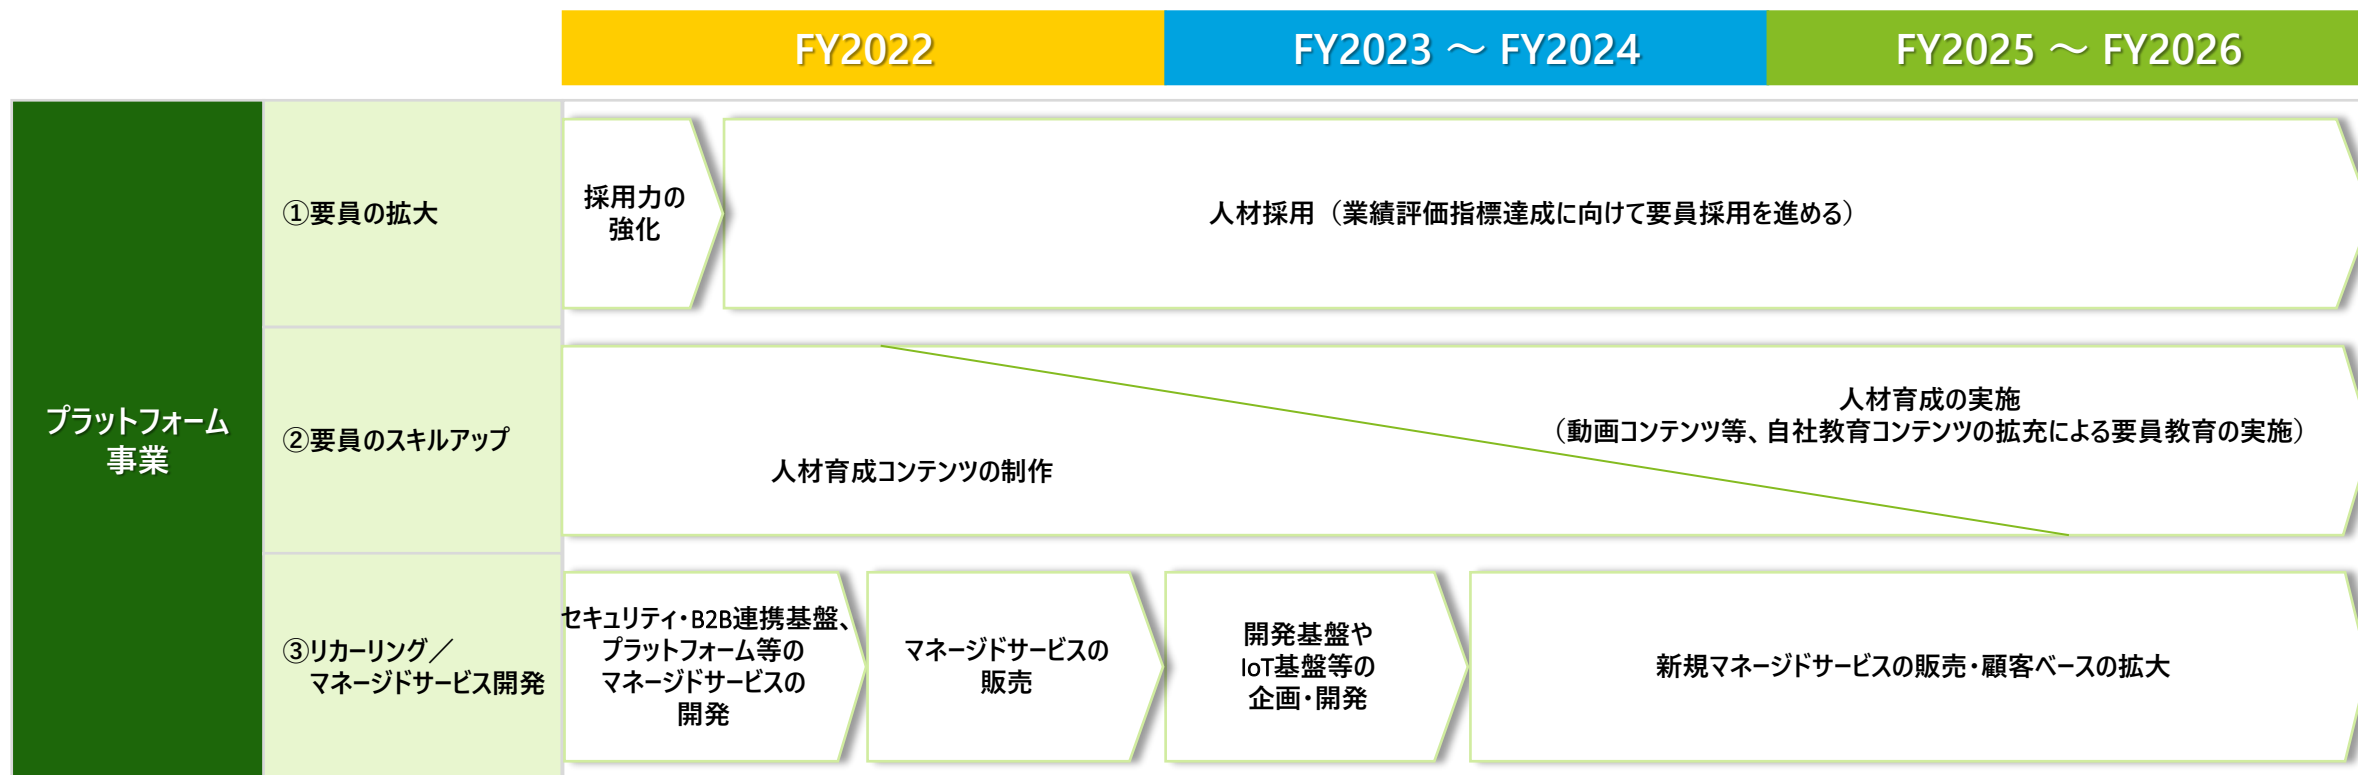 FY2022
FY2023 ～ FY2024
FY2025 ～ FY2026
プラットフォーム
事業
①要員の拡大
採用力の
強化
人材採用（業績評価指標達成に向けて要員採用を進める）
②要員のスキルアップ
人材育成コンテンツの制作
人材育成の実施
（動画コンテンツ等、自社教育コンテンツの拡充による要員教育の実施）
③リカーリング／
マネージドサービス開発
セキュリティ・B2B連携基盤、
プラットフォーム等の
マネージドサービスの
開発
マネージドサービスの
販売
開発基盤や
IoT基盤等の
企画・開発
新規マネージドサービスの販売・顧客ベースの拡大